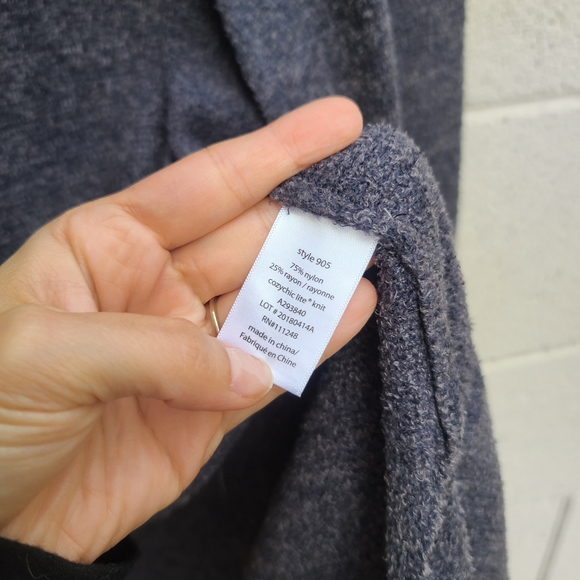 style 905
75% nylon
25% rayon / rayonne
cozychic lite® knit
A293840
LOT # 20180414A
RN#111248
made in china/
Fabriqué en Chine